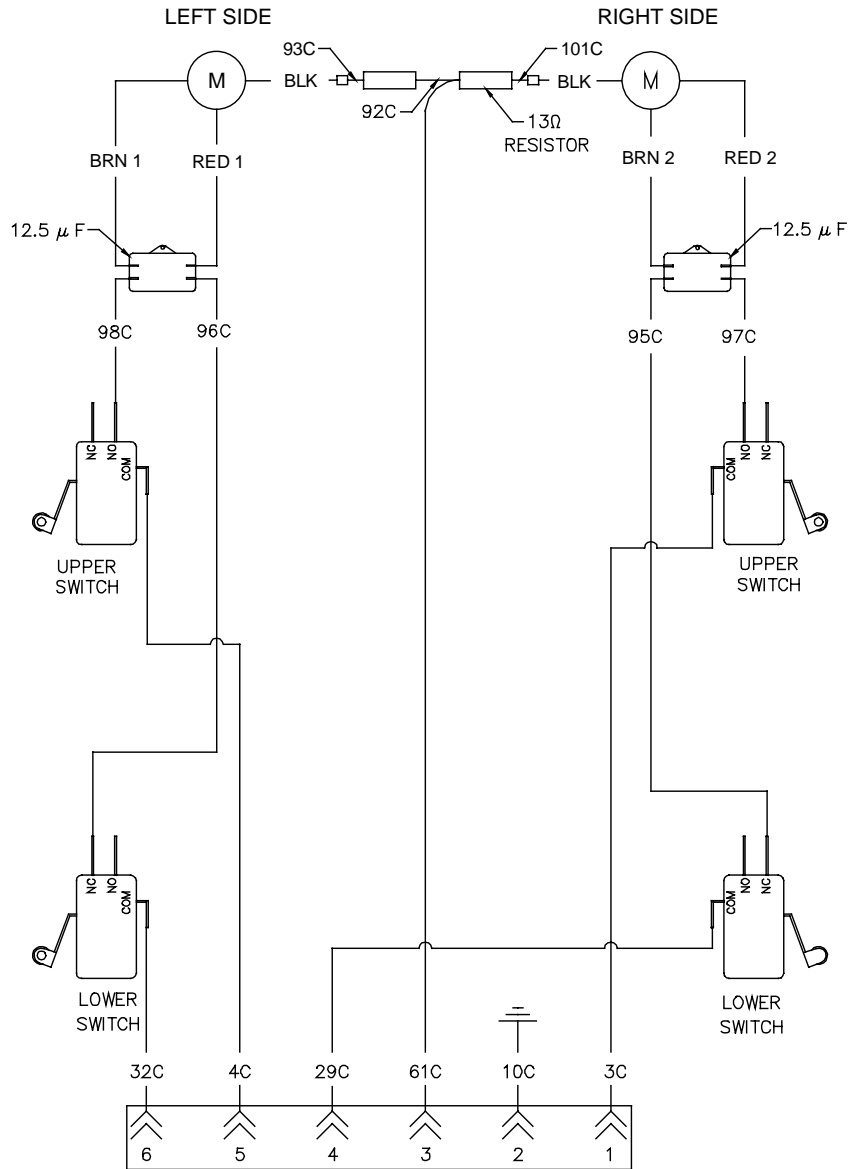 LEFT SIDE
RIGHT SIDE
93C
101C
M
BLK
BLK
M
92C
13Ω
RESISTOR
BRN 1
RED 1
BRN 2
RED 2
12.5 μ F
12.5 μ F
98C
96C
95C
97C
NC
NO
COM
COM
NO
NC
UPPER
SWITCH
UPPER
SWITCH
NC
NO
COM
COM
NO
NC
LOWER
SWITCH
LOWER
SWITCH
32C
4C
29C
61C
10C
3C
6
5
4
3
2
1